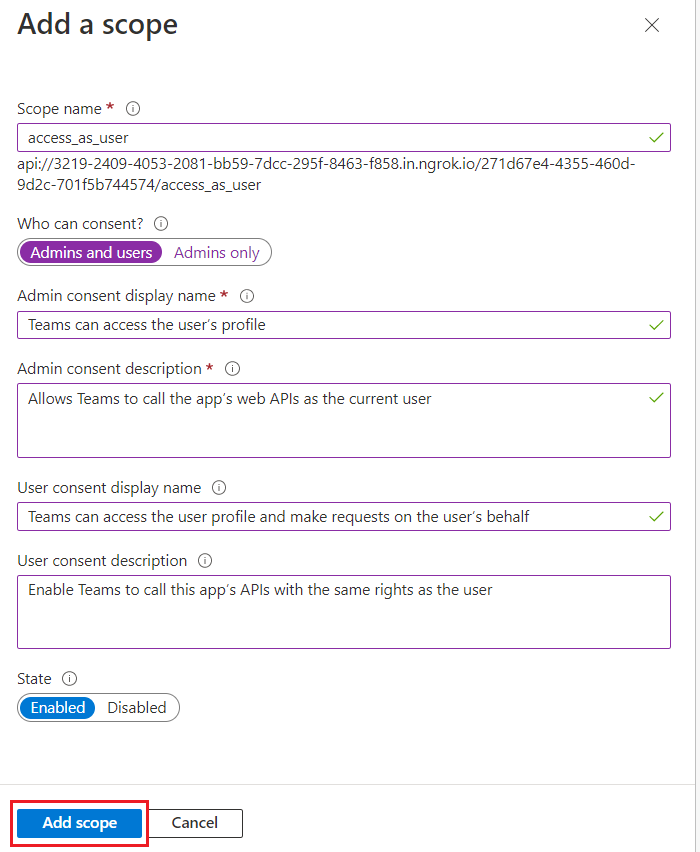 Add a scope
Scope name *
access_as_user
api://3219-2409-4053-2081-bb59-7dcc-295f-8463-f858.in.ngrok.io/271d67e4-4355-460d-
9d2c-701f5b744574/access_as_user
Who can consent?
Admins and users Admins only
Admin consent display name *
Teams can access the user’s profile
Admin consent description *
Allows Teams to call the app’s web APIs as the current user
User consent display name
Teams can access the user profile and make requests on the user’s behalf
User consent description
Enable Teams to call this app’s APIs with the same rights as the user
State
Enabled Disabled
Add scope Cancel